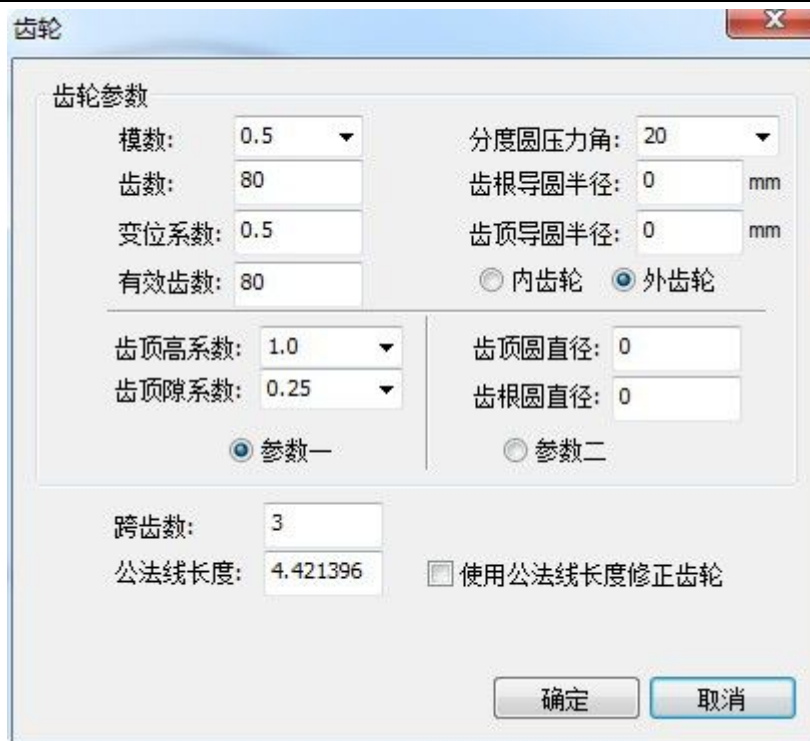 齿轮
X
齿轮参数
模数: 0.5 分度圆压力角: 20
齿数: 80 齿根导圆半径: 0 mm
变位系数: 0.5 齿顶导圆半径: 0 mm
有效齿数: 80 内齿轮 外齿轮
齿顶高系数: 1.0 齿顶圆直径: 0
齿顶隙系数: 0.25 齿根圆直径: 0
参数一 参数二
跨齿数: 3
公法线长度: 4.421396 使用公法线长度修正齿轮
确定 取消